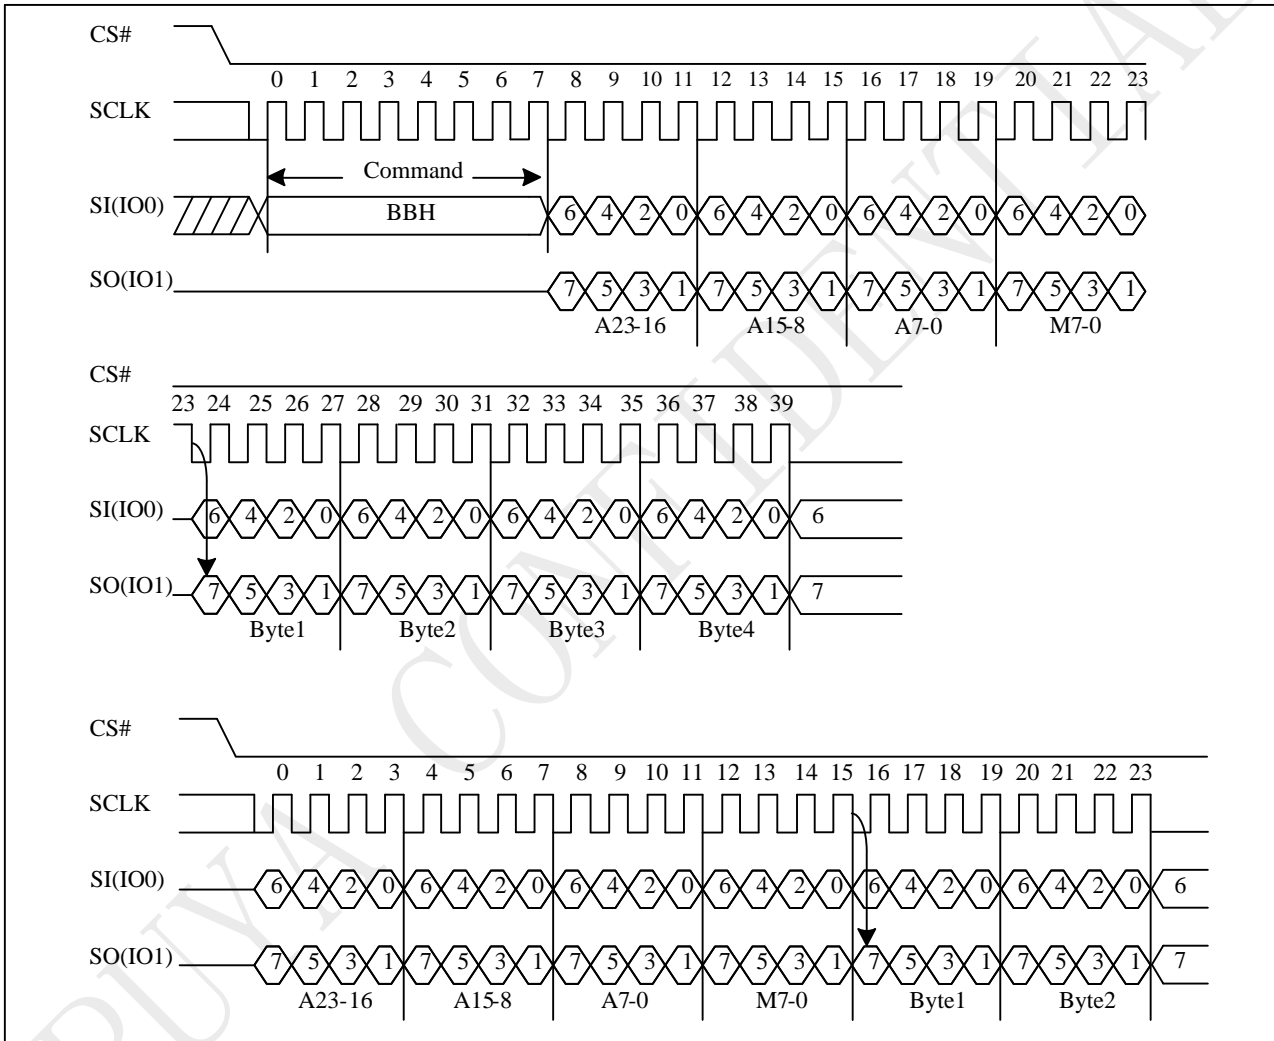 CS#
0 1 2 3 4 5 6 7 8 9 10 11 12 13 14 15 16 17 18 19 20 21 22 23
SCLK
Command
SI(IO0) BBH 6 4 2 0 6 4 2 0 6 4 2 0 6 4 2 0
SO(IO1) 7 5 3 1 7 5 3 1 7 5 3 1 7 5 3 1
A23-16 A15-8 A7-0 M7-0
CS#
23 24 25 26 27 28 29 30 31 32 33 34 35 36 37 38 39
SCLK
SI(IO0) 6 4 2 0 6 4 2 0 6 4 2 0 6 4 2 0 6
SO(IO1) 7 5 3 1 7 5 3 1 7 5 3 1 7 5 3 1 7
Byte1 Byte2 Byte3 Byte4
CS#
0 1 2 3 4 5 6 7 8 9 10 11 12 13 14 15 16 17 18 19 20 21 22 23
SCLK
SI(IO0) 6 4 2 0 6 4 2 0 6 4 2 0 6 4 2 0 6 4 2 0 6 4 2 0 6
SO(IO1) 7 5 3 1 7 5 3 1 7 5 3 1 7 5 3 1 7 5 3 1 7 5 3 1 7
A23-16 A15-8 A7-0 M7-0 Byte1 Byte2
PUYA CONFIDENTIAL